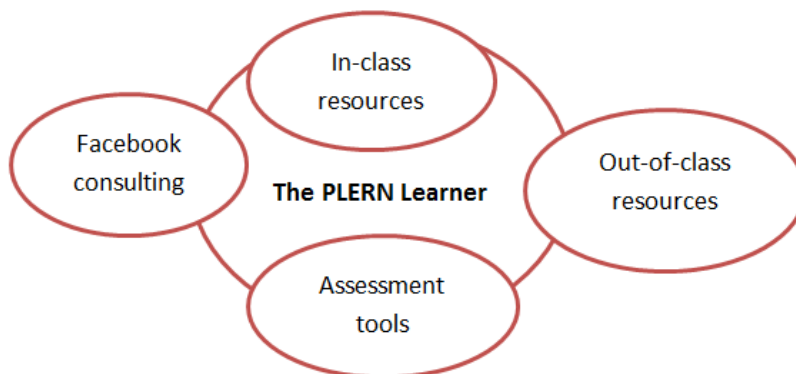 In-class
resources
Facebook
consulting
Out-of-class
resources
The PLERN Learner
Assessment
tools